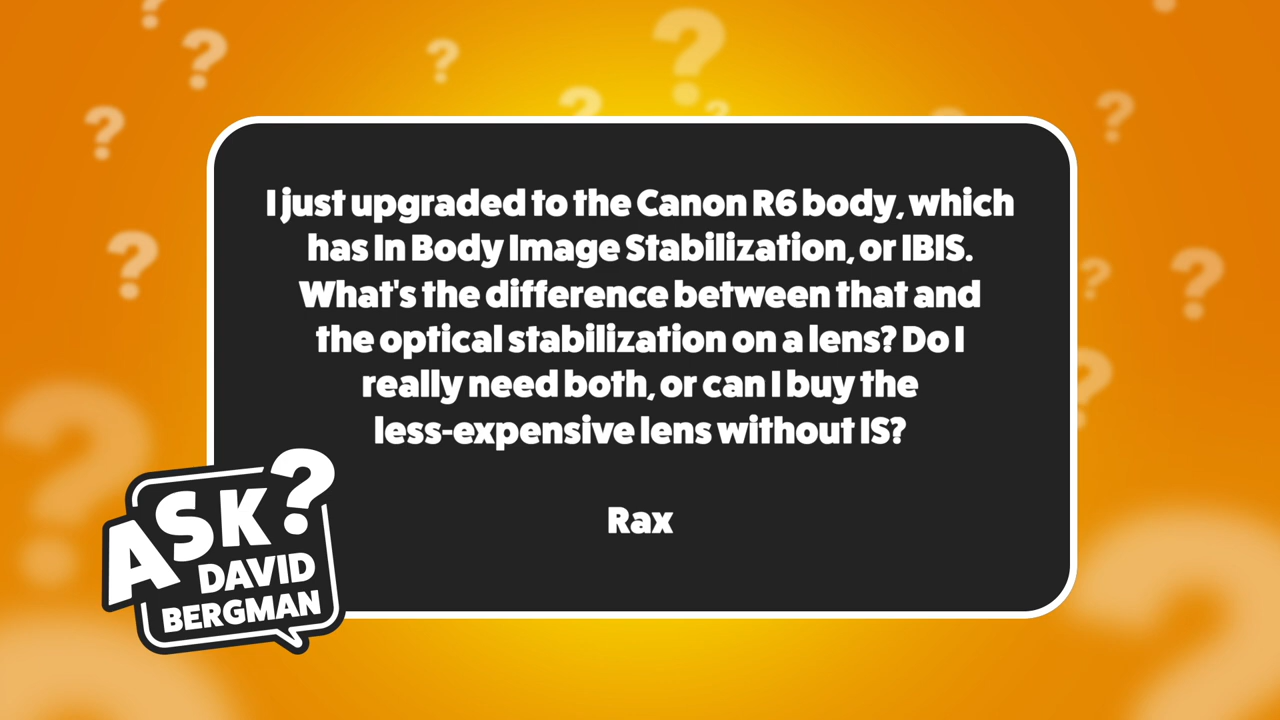 I just upgraded to the Canon R6 body, which
has In Body Image Stabilization, or IBIS.
What's the difference between that and
the optical stabilization on a lens? Do I
really need both, or can I buy the
less-expensive lens without IS?
Rax
ASK?
DAVID
BERGMAN